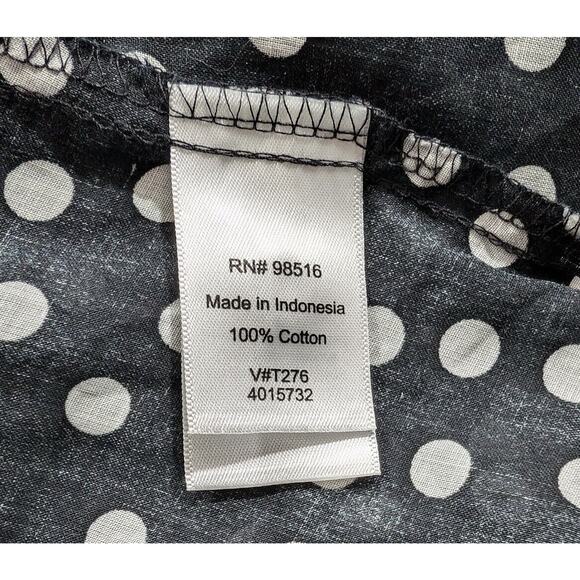 RN# 98516
Made in Indonesia
100% Cotton
V#T276
4015732